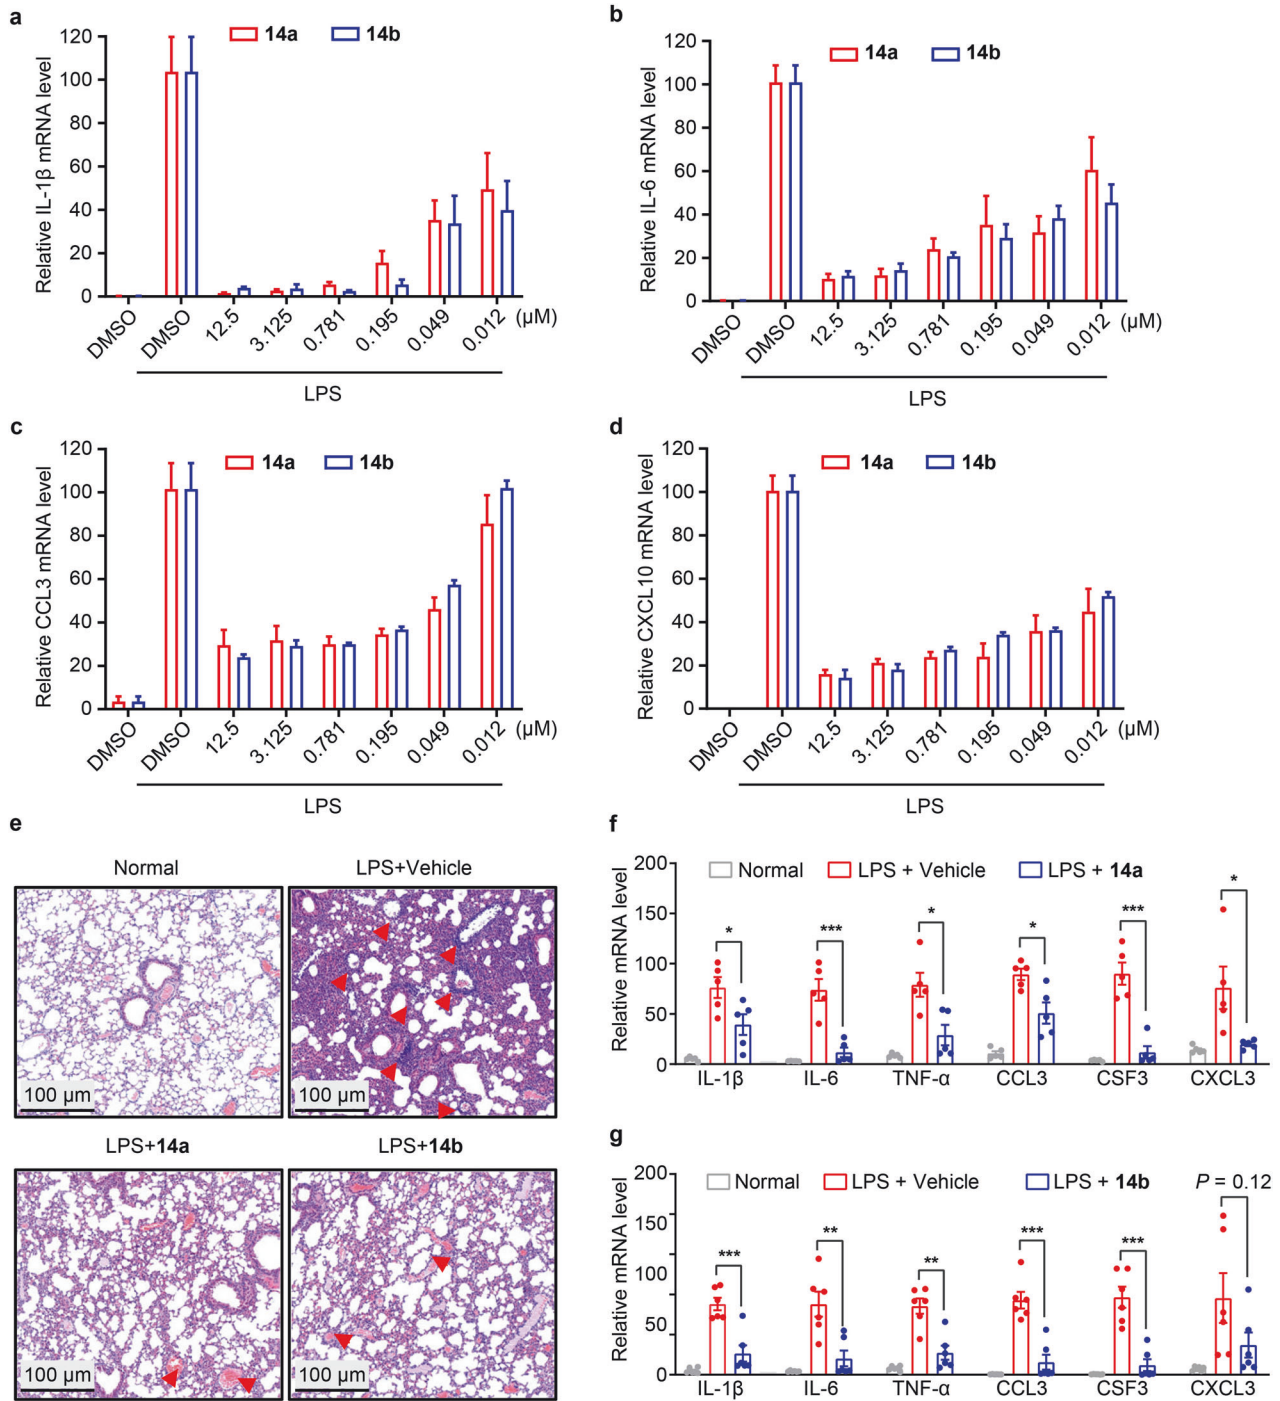 a
14a 14b
Relative IL-1β mRNA level
120
100
80
60
40
20
0
DMSO DMSO 12.5 3.125 0.781 0.195 0.049 0.012 (µM)
LPS
b
14a 14b
Relative IL-6 mRNA level
120
100
80
60
40
20
0
DMSO DMSO 12.5 3.125 0.781 0.195 0.049 0.012 (µM)
LPS
c
14a 14b
Relative CCL3 mRNA level
120
100
80
60
40
20
0
DMSO DMSO 12.5 3.125 0.781 0.195 0.049 0.012 (µM)
LPS
d
14a 14b
Relative CXCL10 mRNA level
120
100
80
60
40
20
0
DMSO DMSO 12.5 3.125 0.781 0.195 0.049 0.012 (µM)
LPS
e
Normal LPS+Vehicle
100 µm 100 µm
LPS+14a LPS+14b
100 µm 100 µm
f
Normal LPS + Vehicle LPS + 14a
Relative mRNA level
200
150
100
50
0
* *** * * *** *
IL-1β IL-6 TNF-α CCL3 CSF3 CXCL3
g
Normal LPS + Vehicle LPS + 14b P = 0.12
Relative mRNA level
200
150
100
50
0
*** ** ** *** ***
IL-1β IL-6 TNF-α CCL3 CSF3 CXCL3